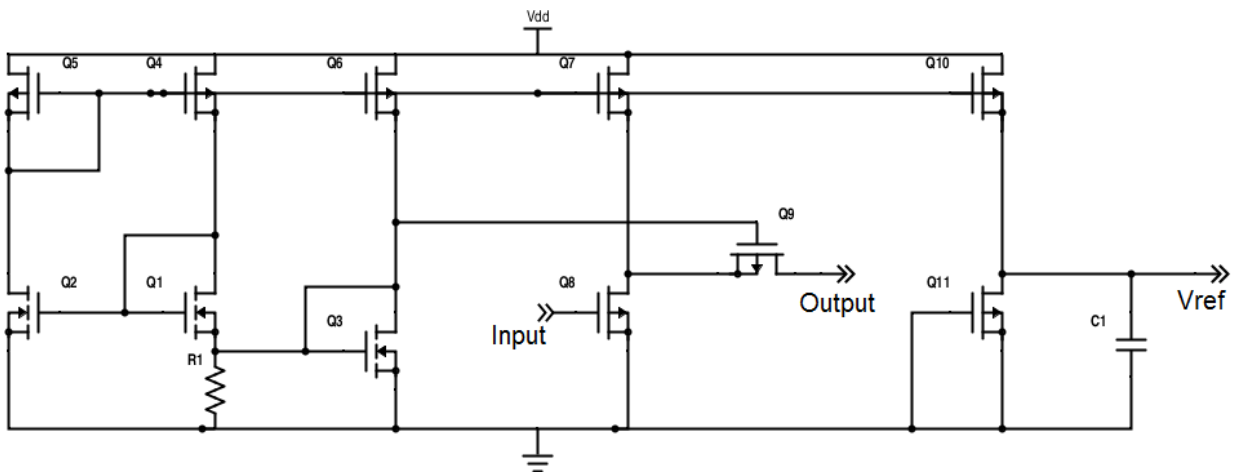 Vdd
Q5 Q4 Q6 Q7 Q10
Q9
Q2 Q1 Q8 Q11
Output Vref
Q3 C1
Input
R1